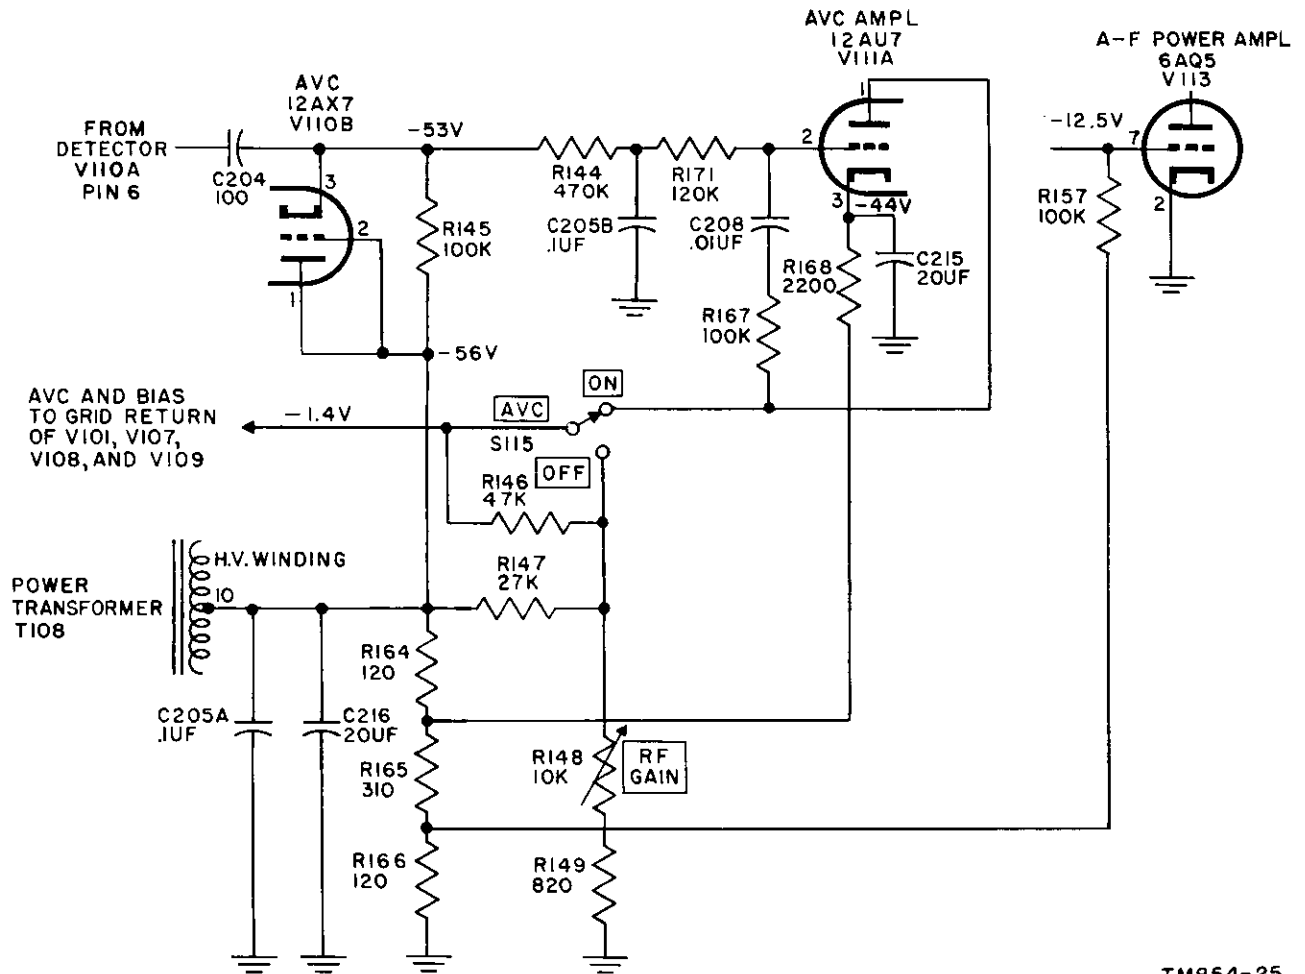 AVC AMPL
12AU7
V111A
A-F POWER AMPL
6AQ5
V113
AVC
12AX7
V110B
FROM
DETECTOR
V110A
PIN 6
C204
100
-53V
-12.5V
1
2
3
-44V
7
2
3
2
1
R144
470K
R171
120K
R157
100K
R145
100K
C205B
.1UF
C208
.01UF
R168
2200
C215
20UF
R167
100K
-56V
AVC AND BIAS
TO GRID RETURN
OF V101, V107,
V108, AND V109
-1.4V
AVC
ON
S115
OFF
R146
47K
H.V. WINDING
10
POWER
TRANSFORMER
T108
R147
27K
R164
120
C205A
.1UF
C216
20UF
R165
310
R148
10K
RF
GAIN
R166
120
R149
820